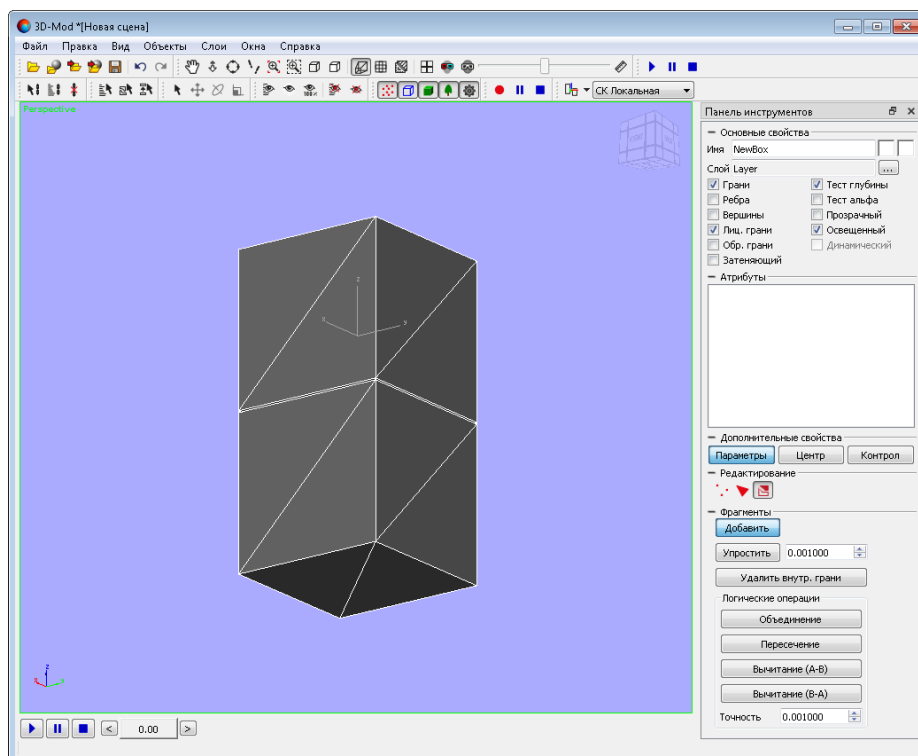 3D-Mod *[Новая сцена]
Файл Правка Вид Объекты Слои Окна Справка
СК Локальная
Perspective
Панель инструментов
Основные свойства
Имя NewBox
Слой Layer ...
Грани Тест глубины
Ребра Тест альфа
Вершины Прозрачный
Лиц. грани Освещенный
Обр. грани Динамический
Затеняющий
Атрибуты
z
Дополнительные свойства
Параметры Центр Контрол
Редактирование
Фрагменты
Добавить
Упростить 0.001000
Удалить внутр. грани
Логические операции
Объединение
Пересечение
Вычитание (A-B)
Вычитание (B-A)
Точность 0.001000
z
< 0.00 >